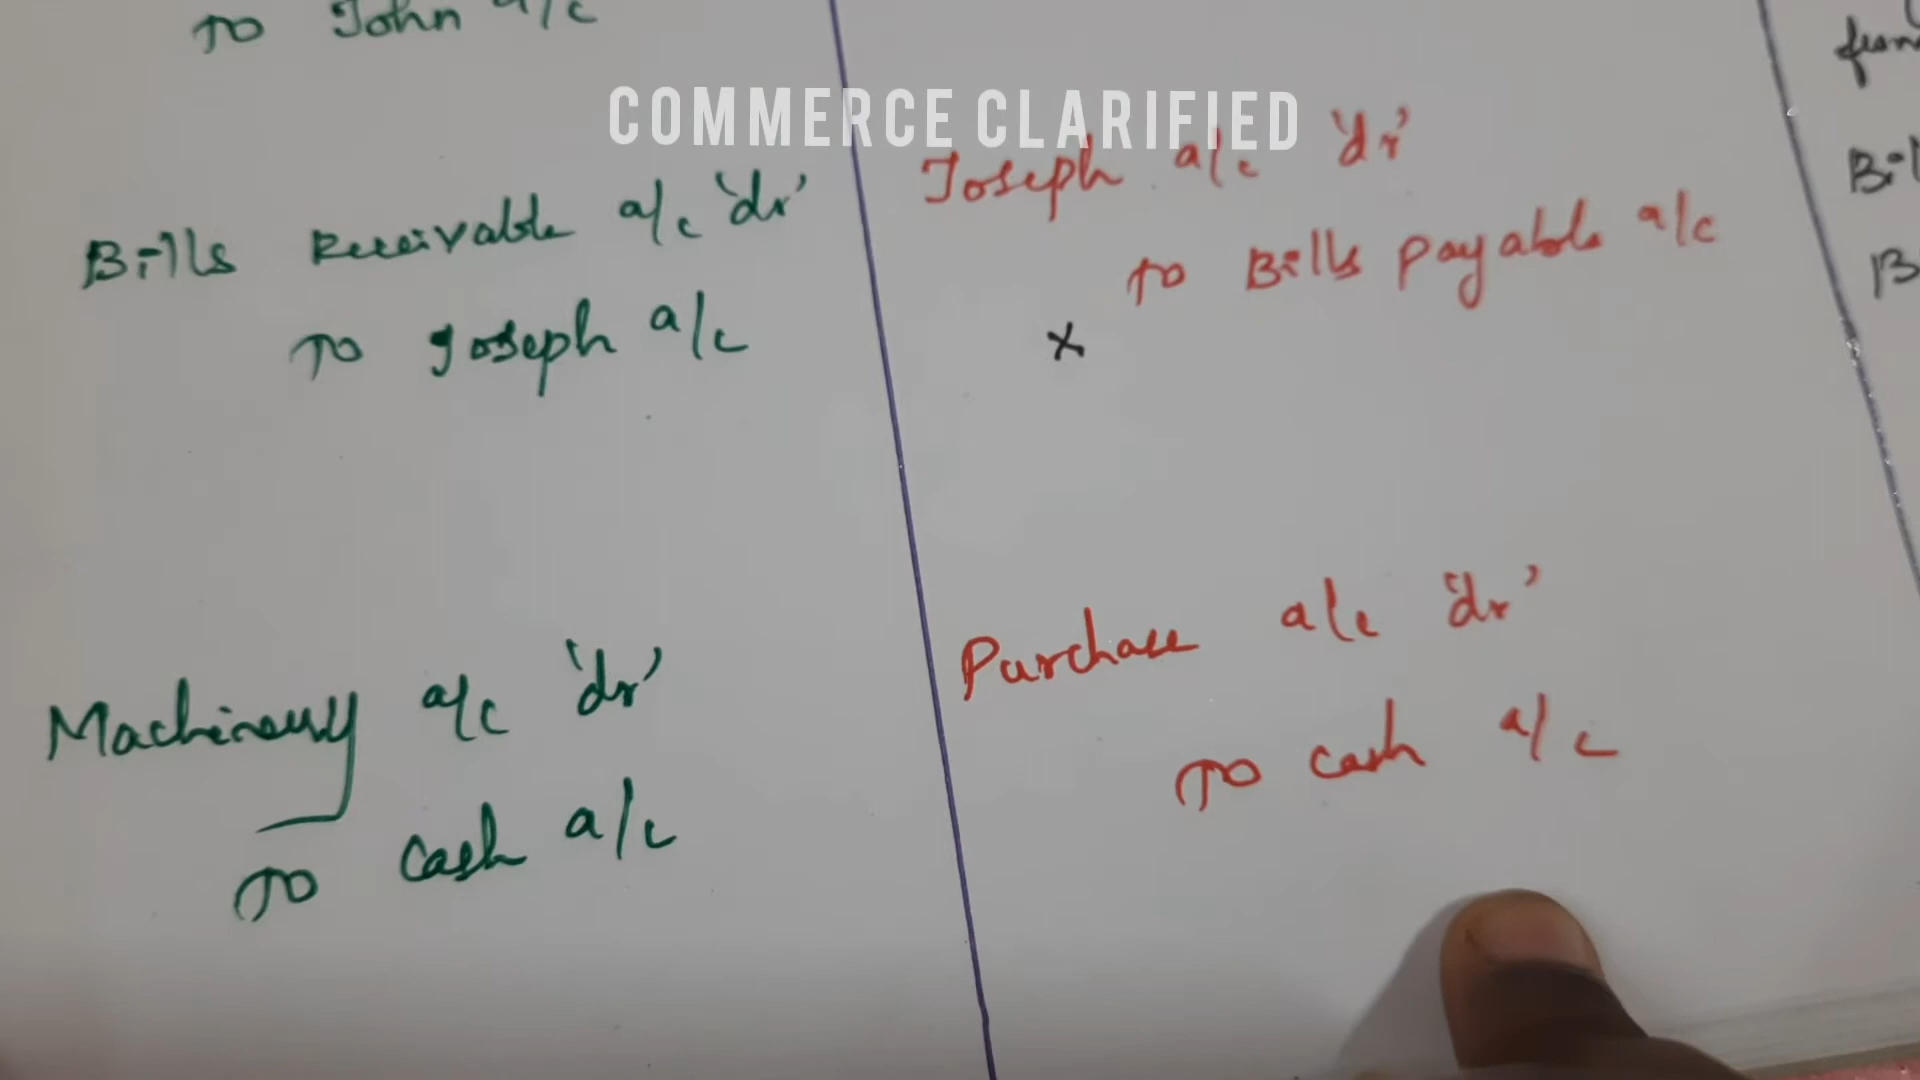 To John a/c
COMMERCE CLARIFIED
Bills Receivable a/c 'dr'
To Joseph a/c
Machinery a/c 'dr'
To cash a/c
Joseph a/c 'dr'
To Bills payable a/c
x
Purchase a/c 'dr'
To cash a/c